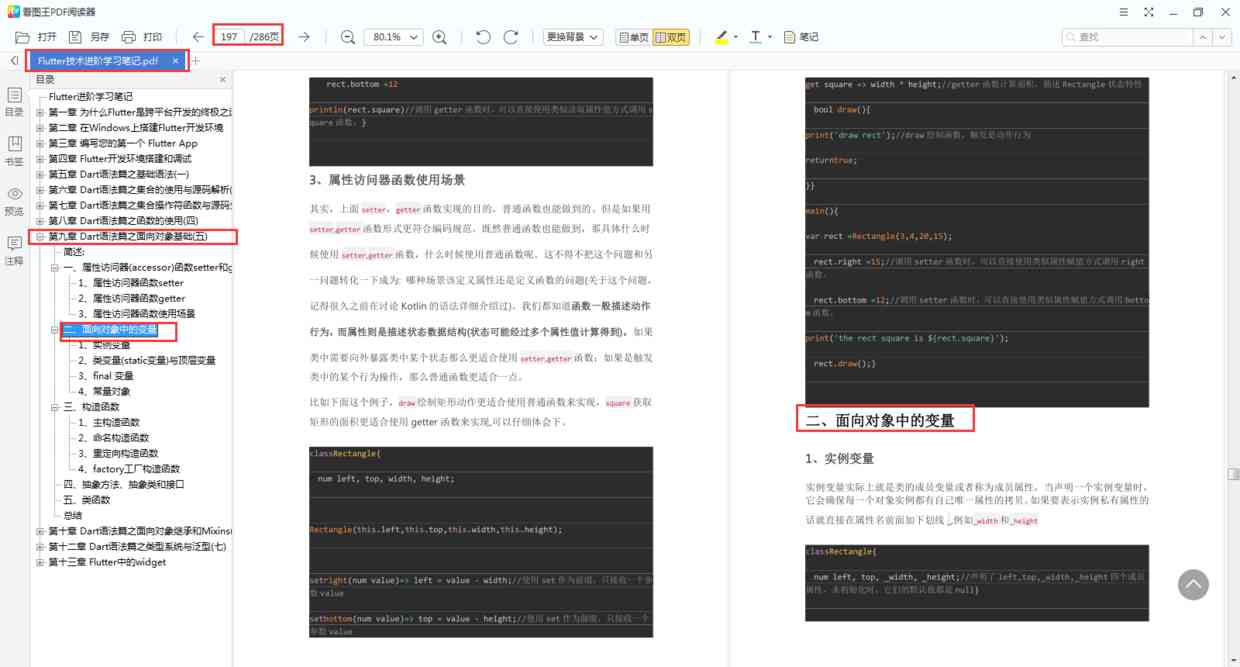 看图王PDF阅读器
打开 另存 打印 197 /286页 80.1% 更换背景 单页 双页 T 笔记 查找
Flutter技术进阶学习笔记.pdf
目录
书签
预览
注释
目录
Flutter进阶学习笔记
第一章 为什么Flutter是跨平台开发的终极之
第二章 在Windows上搭建Flutter开发环境
第三章 编写您的第一个 Flutter App
第四章 Flutter开发环境搭建和调试
第五章 Dart语法篇之基础语法(一)
第六章 Dart语法篇之集合的使用与源码解析(
第七章 Dart语法篇之集合操作符函数与源码
第八章 Dart语法篇之函数的使用(四)
第九章 Dart语法篇之面向对象基础(五)
简述:
一、属性访问器(accessor)函数setter和g
1、属性访问器函数setter
2、属性访问器函数getter
3、属性访问器函数使用场景
二、面向对象中的变量
1、实例变量
2、类变量(static变量)与顶层变量
3、final 变量
4、常量对象
三、构造函数
1、主构造函数
2、命名构造函数
3、重定向构造函数
4、factory工厂构造函数
四、抽象方法、抽象类和接口
五、类函数
总结
第十章 Dart语法篇之面向对象继承和Mixins
第十二章 Dart语法篇之类型系统与泛型(七)
第十三章 Flutter中的widget
rect.bottom =12
println(rect.square)//调用 getter 函数时，可以直接使用类似读取属性值方式调用 s
quare 函数。}
3、属性访问器函数使用场景
其实，上面 setter，getter 函数实现的目的，普通函数也能做到的。但是如果用
setter,getter 函数形式更符合编码规范。既然普通函数也能做到，那具体什么时
候使用 setter,getter 函数，什么时候使用普通函数呢。这不得不把这个问题和另
一问题转化一下成为: 哪种场景该定义属性还是定义函数的问题(关于这个问题，
记得很久之前在讨论 Kotlin 的语法详细介绍过)。我们都知道函数一般描述动作
行为，而属性则是描述状态数据结构(状态可能经过多个属性值计算得到)。如果
类中需要向外暴露类中某个状态那么更适合使用 setter,getter 函数；如果是触发
类中的某个行为操作，那么普通函数更适合一点。
比如下面这个例子，draw 绘制矩形动作更适合使用普通函数来实现，square 获取
矩形的面积更适合使用 getter 函数来实现,可以仔细体会下。
classRectangle{
num left, top, width, height;
Rectangle(this.left,this.top,this.width,this.height);
setright(num value)=> left = value - width;//使用 set 作为前缀，只接收一个参
数 value
setbottom(num value)=> top = value - height;//使用 set 作为前缀，只接收一个
参数 value
get square => width * height;//getter 函数计算面积，描述 Rectangle 状态特性
bool draw(){
print('draw rect');//draw 绘制函数，触发是动作行为
returntrue;
}}
main(){
var rect =Rectangle(3,4,20,15);
rect.right =15;//调用 setter 函数时，可以直接使用类似属性赋值方式调用 right
函数。
rect.bottom =12;//调用 setter 函数时，可以直接使用类似属性赋值方式调用 botto
m 函数。
print('the rect square is ${rect.square}');
rect.draw();}
二、面向对象中的变量
1、实例变量
实例变量实际上就是类的成员变量或者称为成员属性，当声明一个实例变量时，
它会确保每一个对象实例都有自己唯一属性的拷贝。如果要表示实例私有属性的
话就直接在属性名前面加下划线 _,例如_width 和_height
classRectangle{
num left, top, _width, _height;//声明了 left,top,_width,_height 四个成员
属性，未初始化时，它们的默认值都是 null}